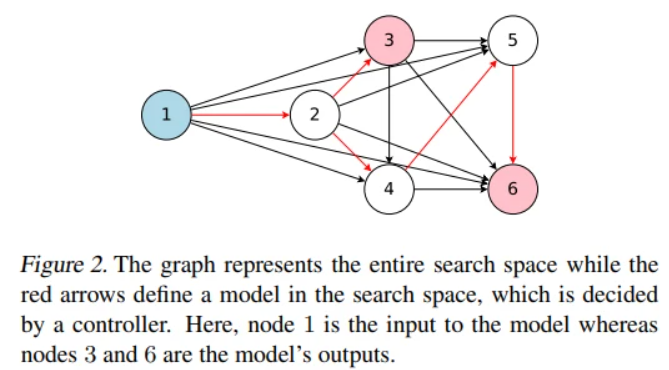 3 5
1 2
4 6
Figure 2. The graph represents the entire search space while the
red arrows define a model in the search space, which is decided
by a controller. Here, node 1 is the input to the model whereas
nodes 3 and 6 are the model's outputs.